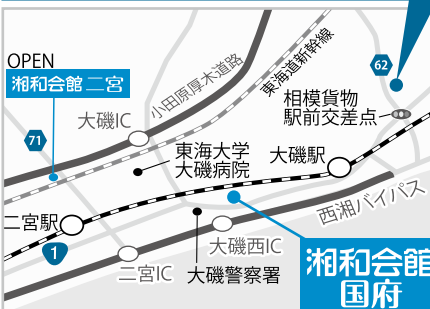 OPEN
湘和会館 二宮
小田原厚木道路
東海道新幹線
62
相模貨物
駅前交差点
大磯IC
71
東海大学
大磯病院
大磯駅
西湘バイパス
二宮駅
1
大磯西IC
二宮IC
大磯警察署
湘和会館
国府